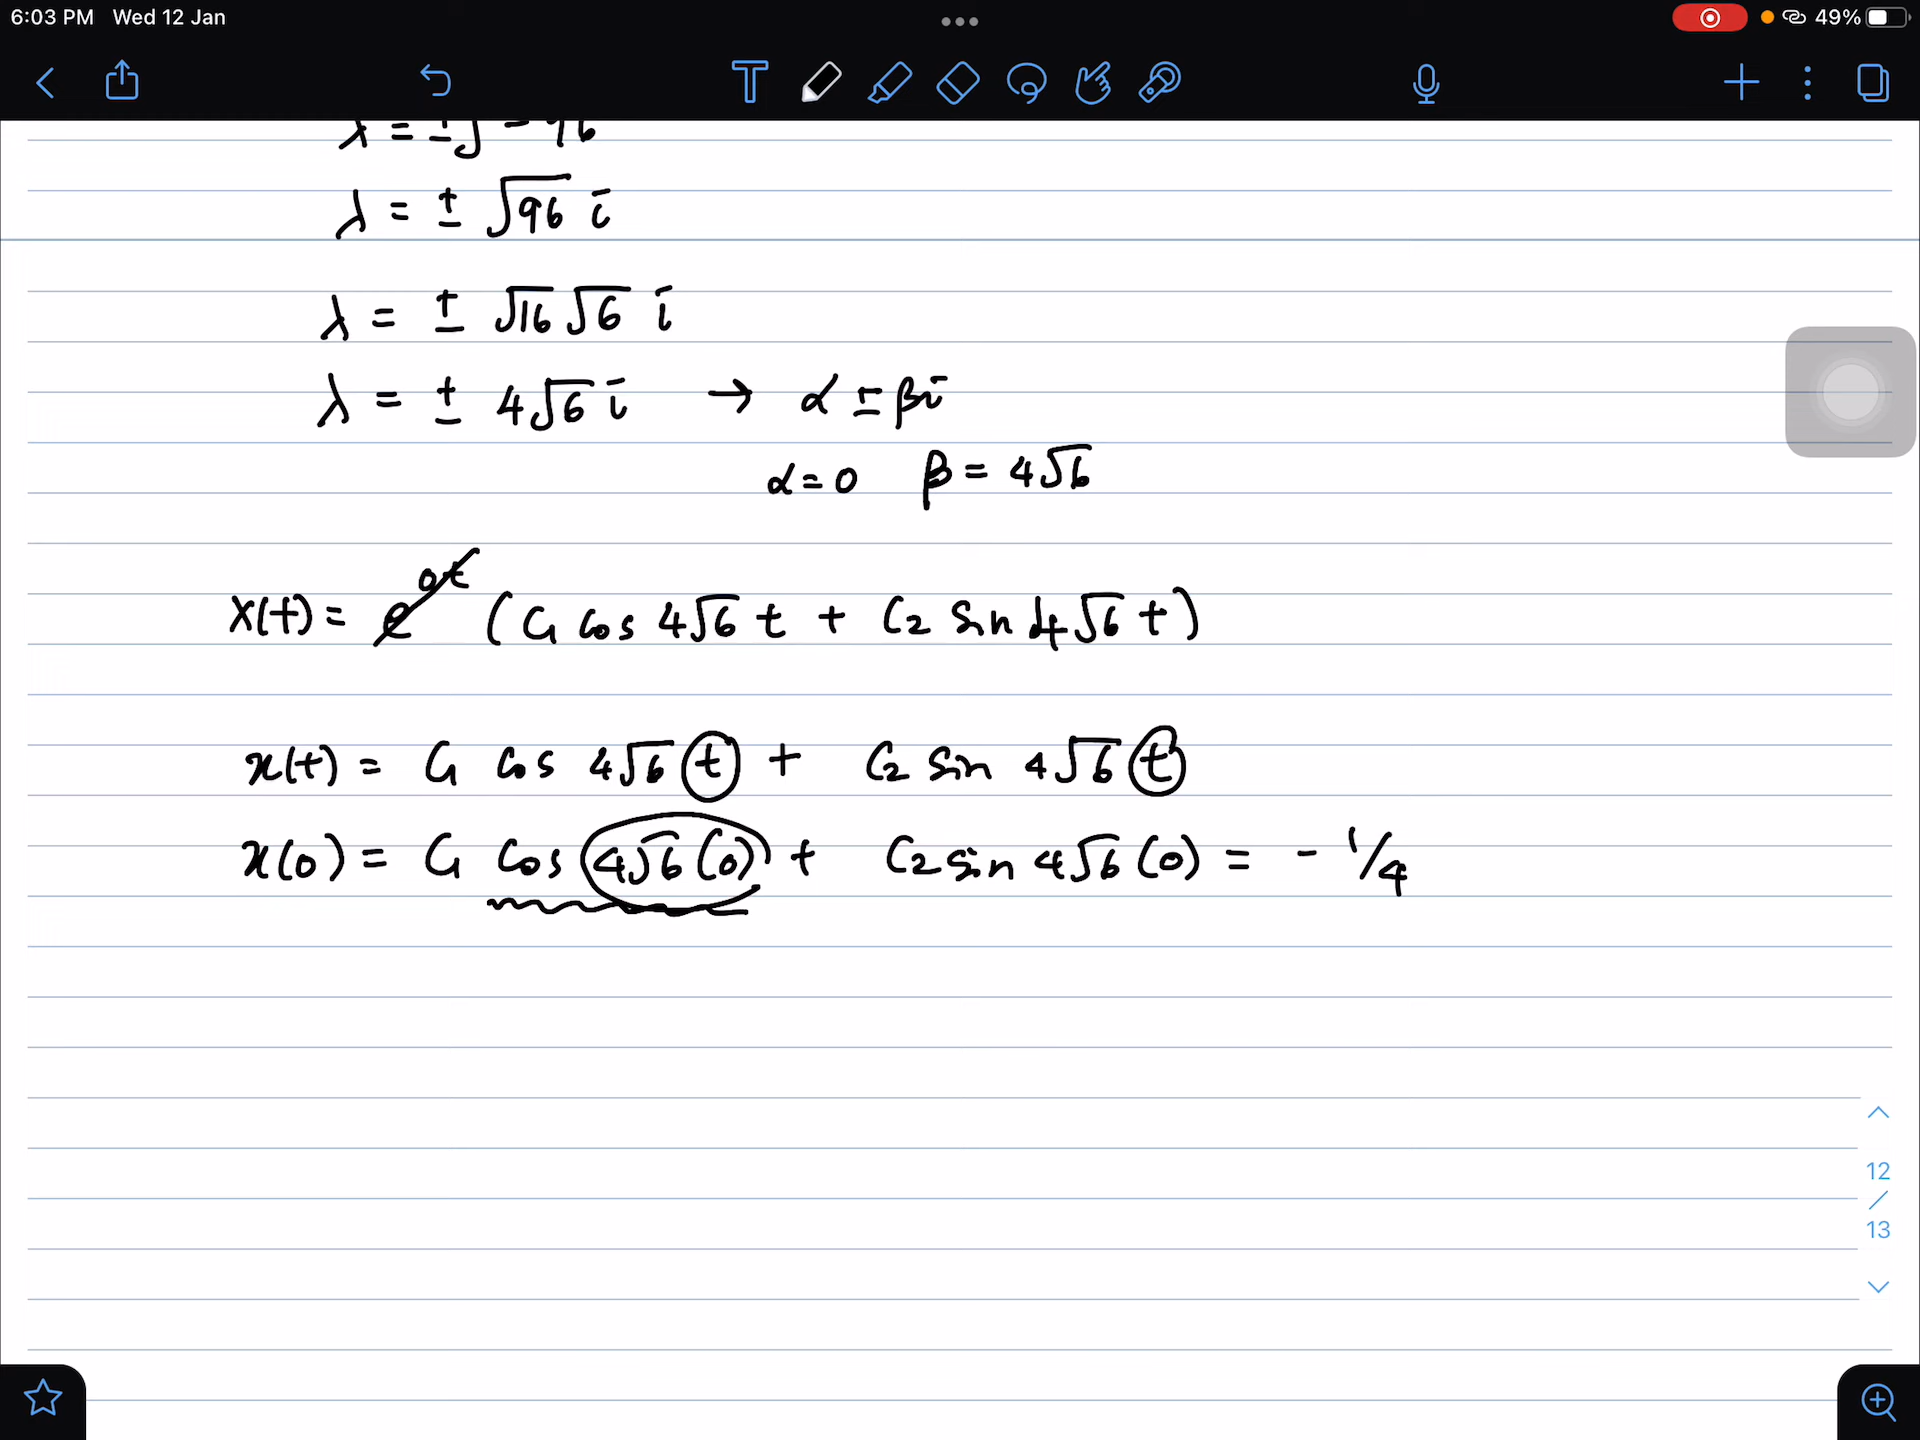 6:03 PM Wed 12 Jan
49%
T
λ = ±√-96
λ = ± √96 i
λ = ± √16 √6 i
λ = ± 4√6 i → α ± βi
α = 0 β = 4√6
x(t) = e^0t (C1 cos 4√6 t + C2 sin 4√6 t)
x(t) = C1 cos 4√6 t + C2 sin 4√6 t
x(0) = C1 cos (4√6 (0)) + C2 sin 4√6 (0) = - 1/4
12
/
13